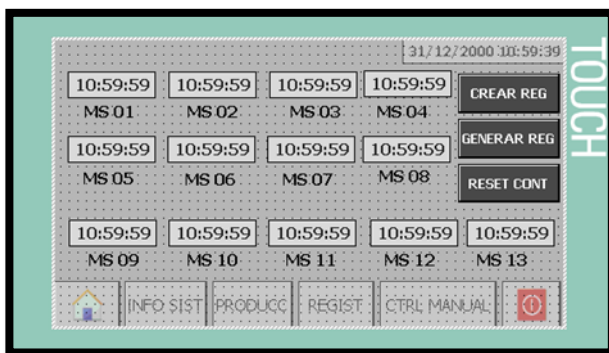 31/12/2000 10:59:39
10:59:59 10:59:59 10:59:59 10:59:59 CREAR REG
MS 01 MS 02 MS 03 MS 04
10:59:59 10:59:59 10:59:59 10:59:59 GENERAR REG
MS 05 MS 06 MS 07 MS 08 RESET CONT
10:59:59 10:59:59 10:59:59 10:59:59 10:59:59
MS 09 MS 10 MS 11 MS 12 MS 13
INFO SIST PRODUCC REGIST CTRL MANUAL
TOUCH